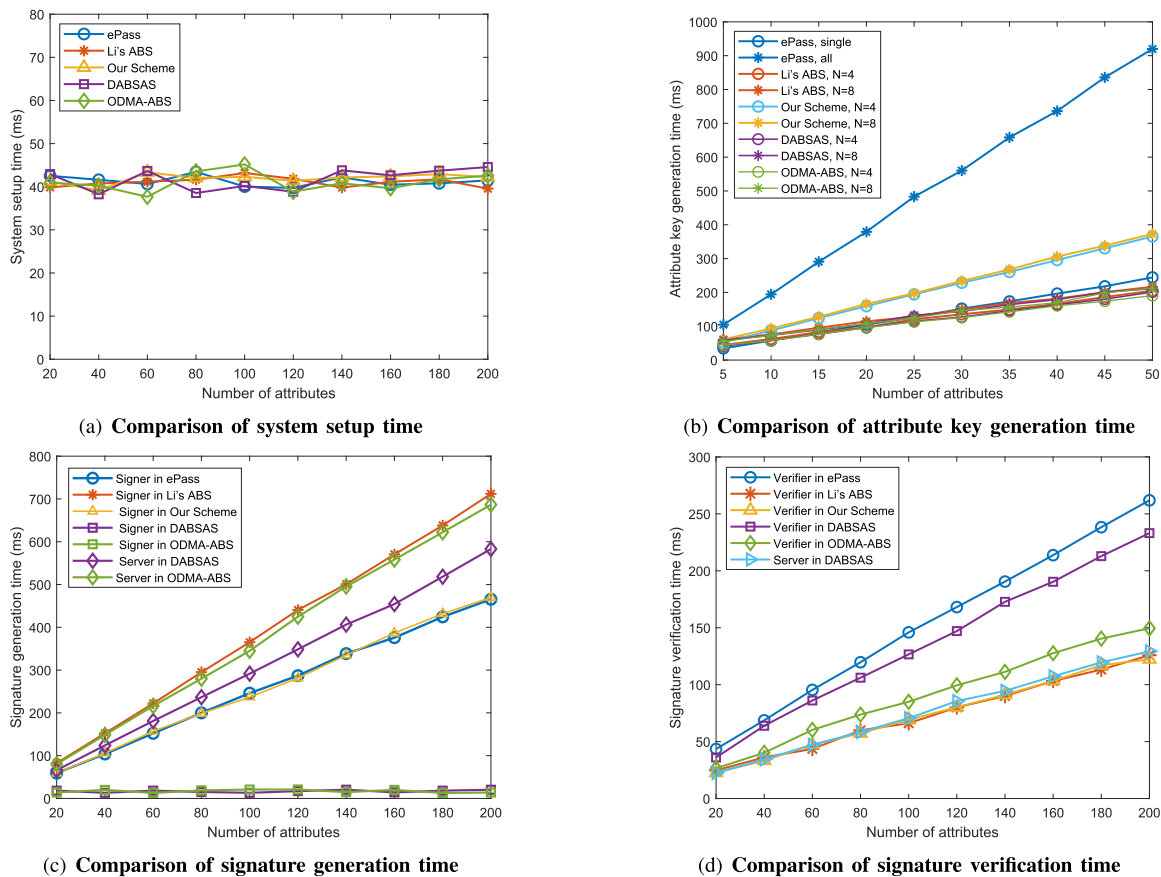 80
70
60
50
40
30
20
10
0
System setup time (ms)
ePass
Li's ABS
Our Scheme
DABSAS
ODMA-ABS
20 40 60 80 100 120 140 160 180 200
Number of attributes
(a) Comparison of system setup time
1000
900
800
700
600
500
400
300
200
100
0
Attribute key generation time (ms)
ePass, single
ePass, all
Li's ABS, N=4
Li's ABS, N=8
Our Scheme, N=4
Our Scheme, N=8
DABSAS, N=4
DABSAS, N=8
ODMA-ABS, N=4
ODMA-ABS, N=8
5 10 15 20 25 30 35 40 45 50
Number of attributes
(b) Comparison of attribute key generation time
800
700
600
500
400
300
200
100
0
Signature generation time (ms)
Signer in ePass
Signer in Li's ABS
Signer in Our Scheme
Signer in DABSAS
Signer in ODMA-ABS
Server in DABSAS
Server in ODMA-ABS
20 40 60 80 100 120 140 160 180 200
Number of attributes
(c) Comparison of signature generation time
300
250
200
150
100
50
0
Signature verification time (ms)
Verifier in ePass
Verifier in Li's ABS
Verifier in Our Scheme
Verifier in DABSAS
Verifier in ODMA-ABS
Server in DABSAS
20 40 60 80 100 120 140 160 180 200
Number of attributes
(d) Comparison of signature verification time